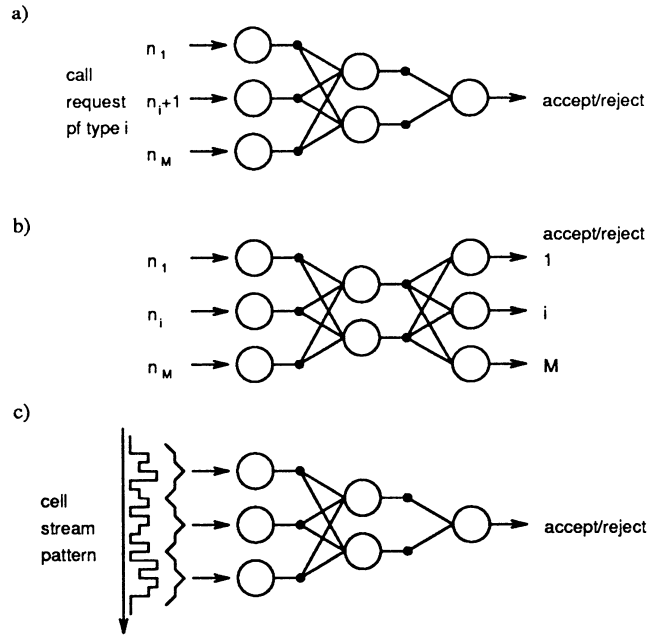 a)
n1
call
request
pf type i
ni+1
nM
accept/reject
b)
n1
ni
nM
accept/reject
1
i
M
c)
cell
stream
pattern
accept/reject